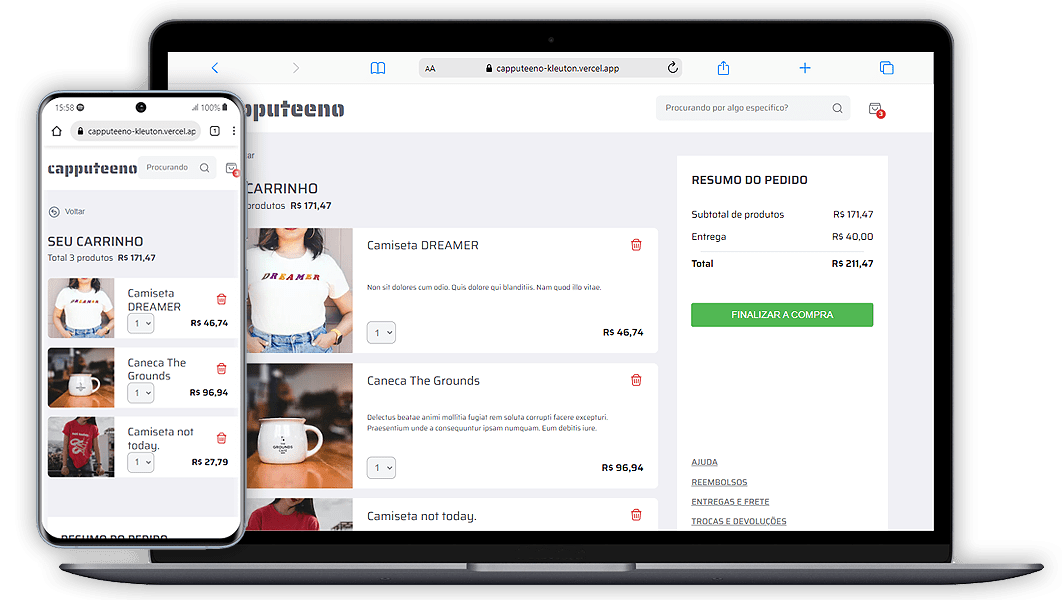 15:58
100%
capputeeno-kleuton.vercel.ap
1
capputeeno
Procurando
3
Voltar
SEU CARRINHO
Total 3 produtos R$ 171,47
DREAMER
Camiseta
DREAMER
1
R$ 46,74
Caneca The
Grounds
1
R$ 96,94
Camiseta not
today.
1
R$ 27,79
RESUMO DO PEDIDO
AA
capputeeno-kleuton.vercel.app
pputeeno
Procurando por algo específico?
3
ar
CARRINHO
produtos R$ 171,47
DREAMER
Camiseta DREAMER
Non sit dolores cum odio. Quis dolore qui blanditiis. Nam quod illo vitae.
1
R$ 46,74
GROUNDS
Caneca The Grounds
Delectus beatae animi mollitia fugiat rem soluta corrupti facere excepturi.
Praesentium unde a consequuntur ipsam numquam. Eum debitis iure.
1
R$ 96,94
Camiseta not today.
RESUMO DO PEDIDO
Subtotal de produtos R$ 171,47
Entrega R$ 40,00
Total R$ 211,47
FINALIZAR A COMPRA
AJUDA
REEMBOLSOS
ENTREGAS E FRETE
TROCAS E DEVOLUÇÕES